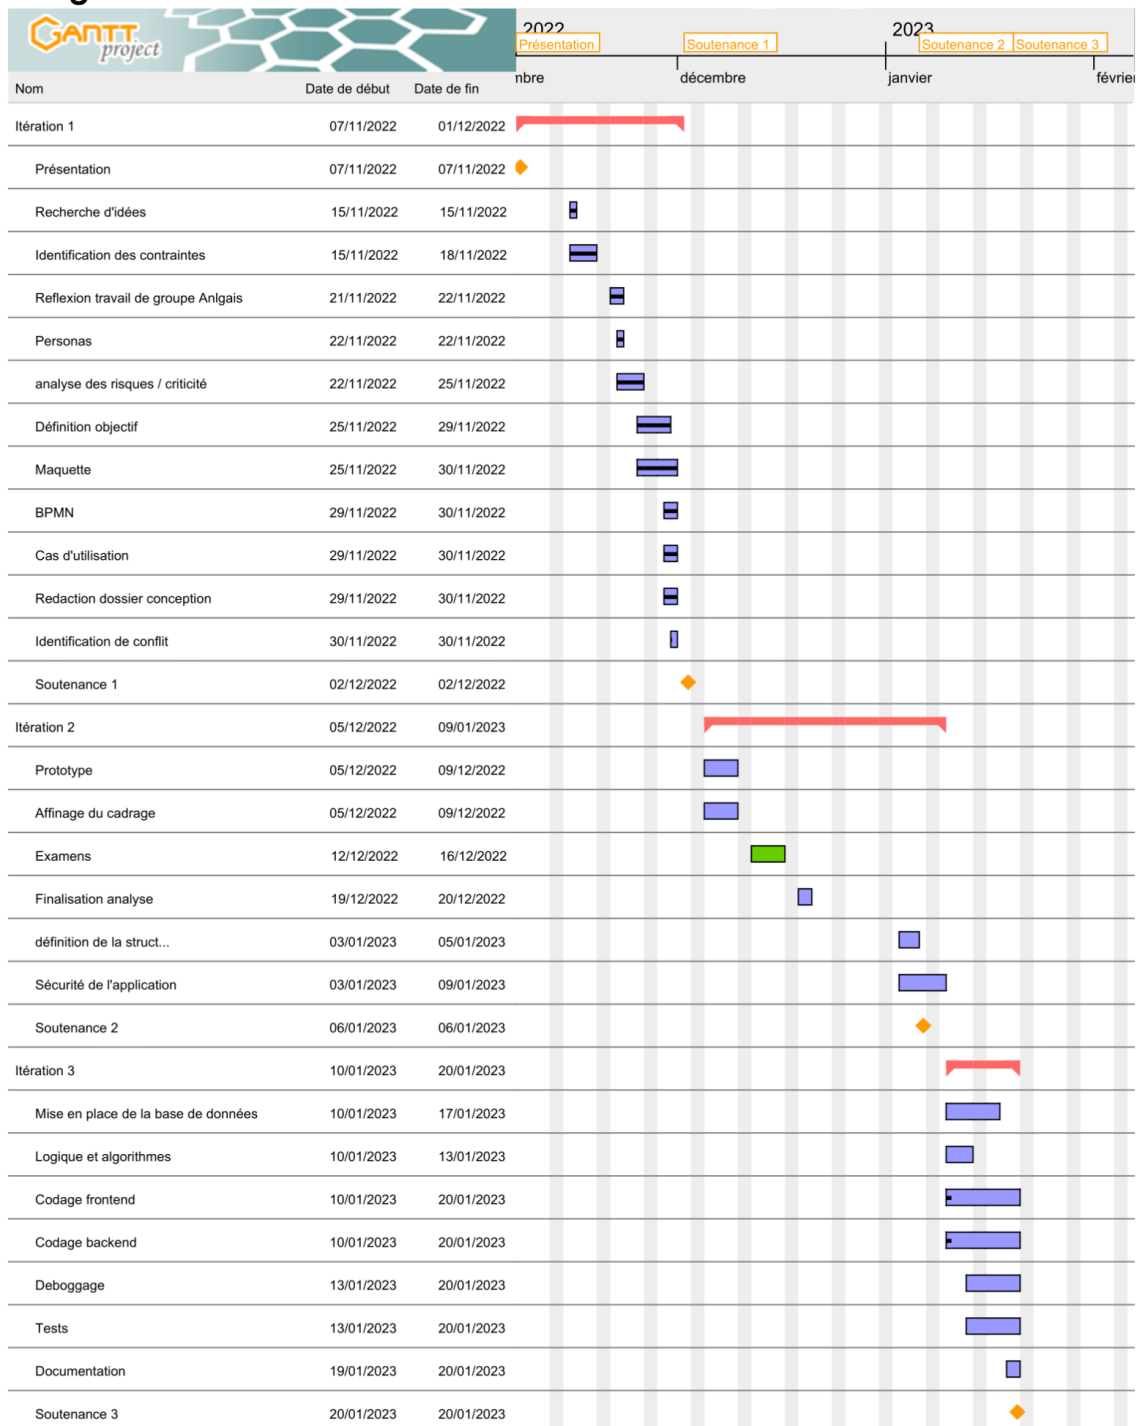 GANTT
project
2022
2023
Présentation
Soutenance 1
Soutenance 2
Soutenance 3
mbre
décembre
janvier
février
Nom Date de début Date de fin
Itération 1 07/11/2022 01/12/2022
Présentation 07/11/2022 07/11/2022
Recherche d'idées 15/11/2022 15/11/2022
Identification des contraintes 15/11/2022 18/11/2022
Reflexion travail de groupe Anlgais 21/11/2022 22/11/2022
Personas 22/11/2022 22/11/2022
analyse des risques / criticité 22/11/2022 25/11/2022
Définition objectif 25/11/2022 29/11/2022
Maquette 25/11/2022 30/11/2022
BPMN 29/11/2022 30/11/2022
Cas d'utilisation 29/11/2022 30/11/2022
Redaction dossier conception 29/11/2022 30/11/2022
Identification de conflit 30/11/2022 30/11/2022
Soutenance 1 02/12/2022 02/12/2022
Itération 2 05/12/2022 09/01/2023
Prototype 05/12/2022 09/12/2022
Affinage du cadrage 05/12/2022 09/12/2022
Examens 12/12/2022 16/12/2022
Finalisation analyse 19/12/2022 20/12/2022
définition de la struct... 03/01/2023 05/01/2023
Sécurité de l'application 03/01/2023 09/01/2023
Soutenance 2 06/01/2023 06/01/2023
Itération 3 10/01/2023 20/01/2023
Mise en place de la base de données 10/01/2023 17/01/2023
Logique et algorithmes 10/01/2023 13/01/2023
Codage frontend 10/01/2023 20/01/2023
Codage backend 10/01/2023 20/01/2023
Deboggage 13/01/2023 20/01/2023
Tests 13/01/2023 20/01/2023
Documentation 19/01/2023 20/01/2023
Soutenance 3 20/01/2023 20/01/2023